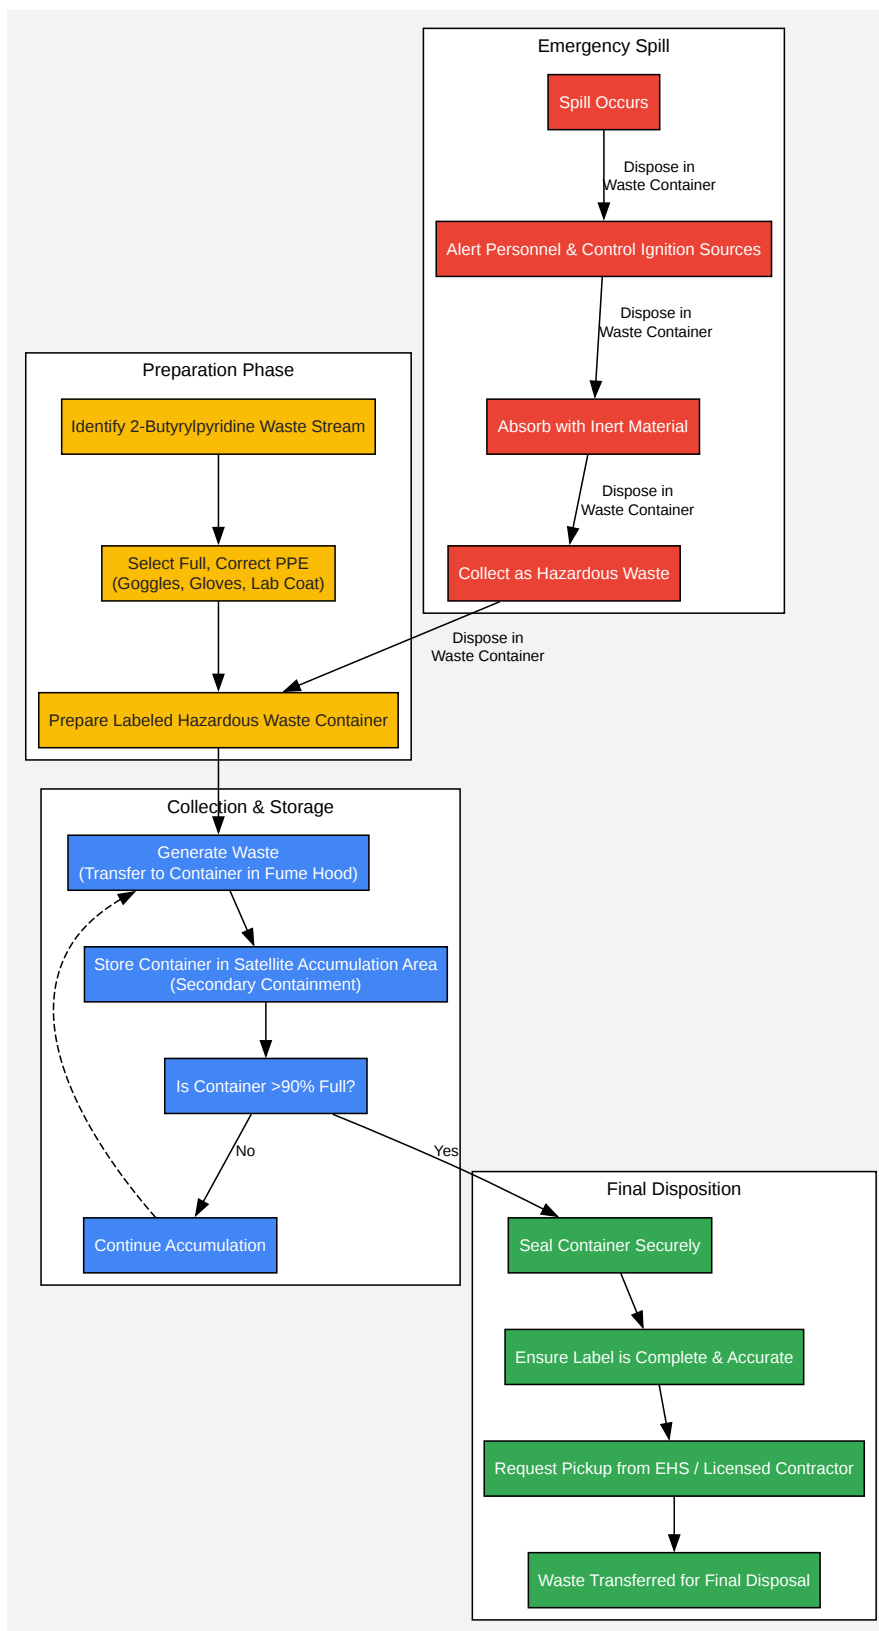 Emergency Spill
Spill Occurs
Dispose in
Waste Container
Alert Personnel & Control Ignition Sources
Dispose in
Waste Container
Absorb with Inert Material
Dispose in
Waste Container
Collect as Hazardous Waste
Dispose in
Waste Container
Preparation Phase
Identify 2-Butyrylpyridine Waste Stream
Select Full, Correct PPE
(Goggles, Gloves, Lab Coat)
Prepare Labeled Hazardous Waste Container
Collection & Storage
Generate Waste
(Transfer to Container in Fume Hood)
Store Container in Satellite Accumulation Area
(Secondary Containment)
Is Container >90% Full?
No
Yes
Continue Accumulation
Final Disposition
Seal Container Securely
Ensure Label is Complete & Accurate
Request Pickup from EHS / Licensed Contractor
Waste Transferred for Final Disposal